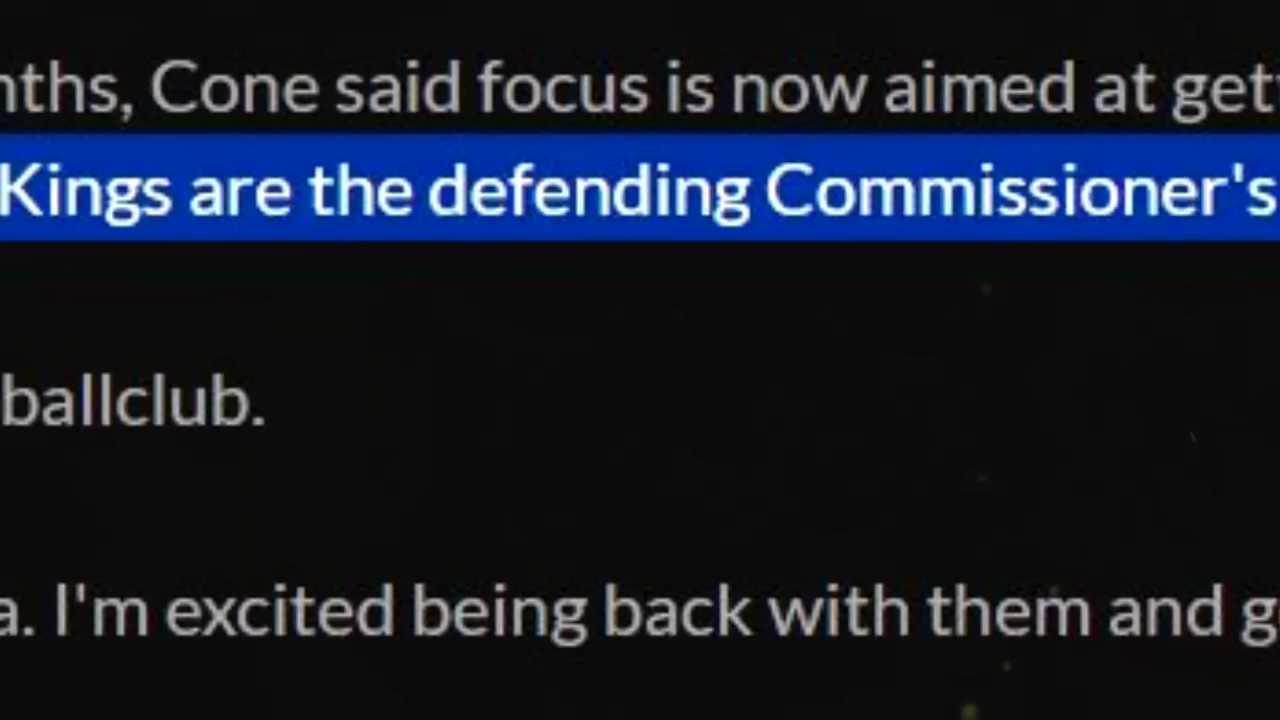 nths, Cone said focus is now aimed at get
Kings are the defending Commissioner's
ballclub.
a. I'm excited being back with them and g